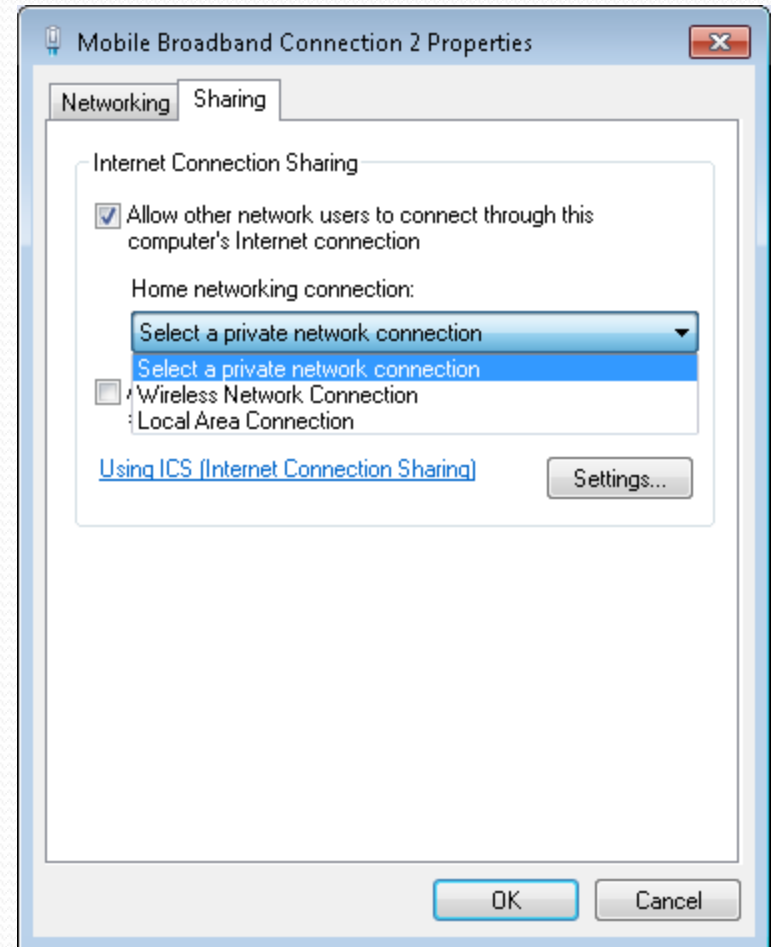 Mobile Broadband Connection 2 Properties
Networking
Sharing
Internet Connection Sharing
Allow other network users to connect through this
computer's Internet connection
Home networking connection:
Select a private network connection
Select a private network connection
Wireless Network Connection
Local Area Connection
Using ICS (Internet Connection Sharing)
Settings...
OK
Cancel